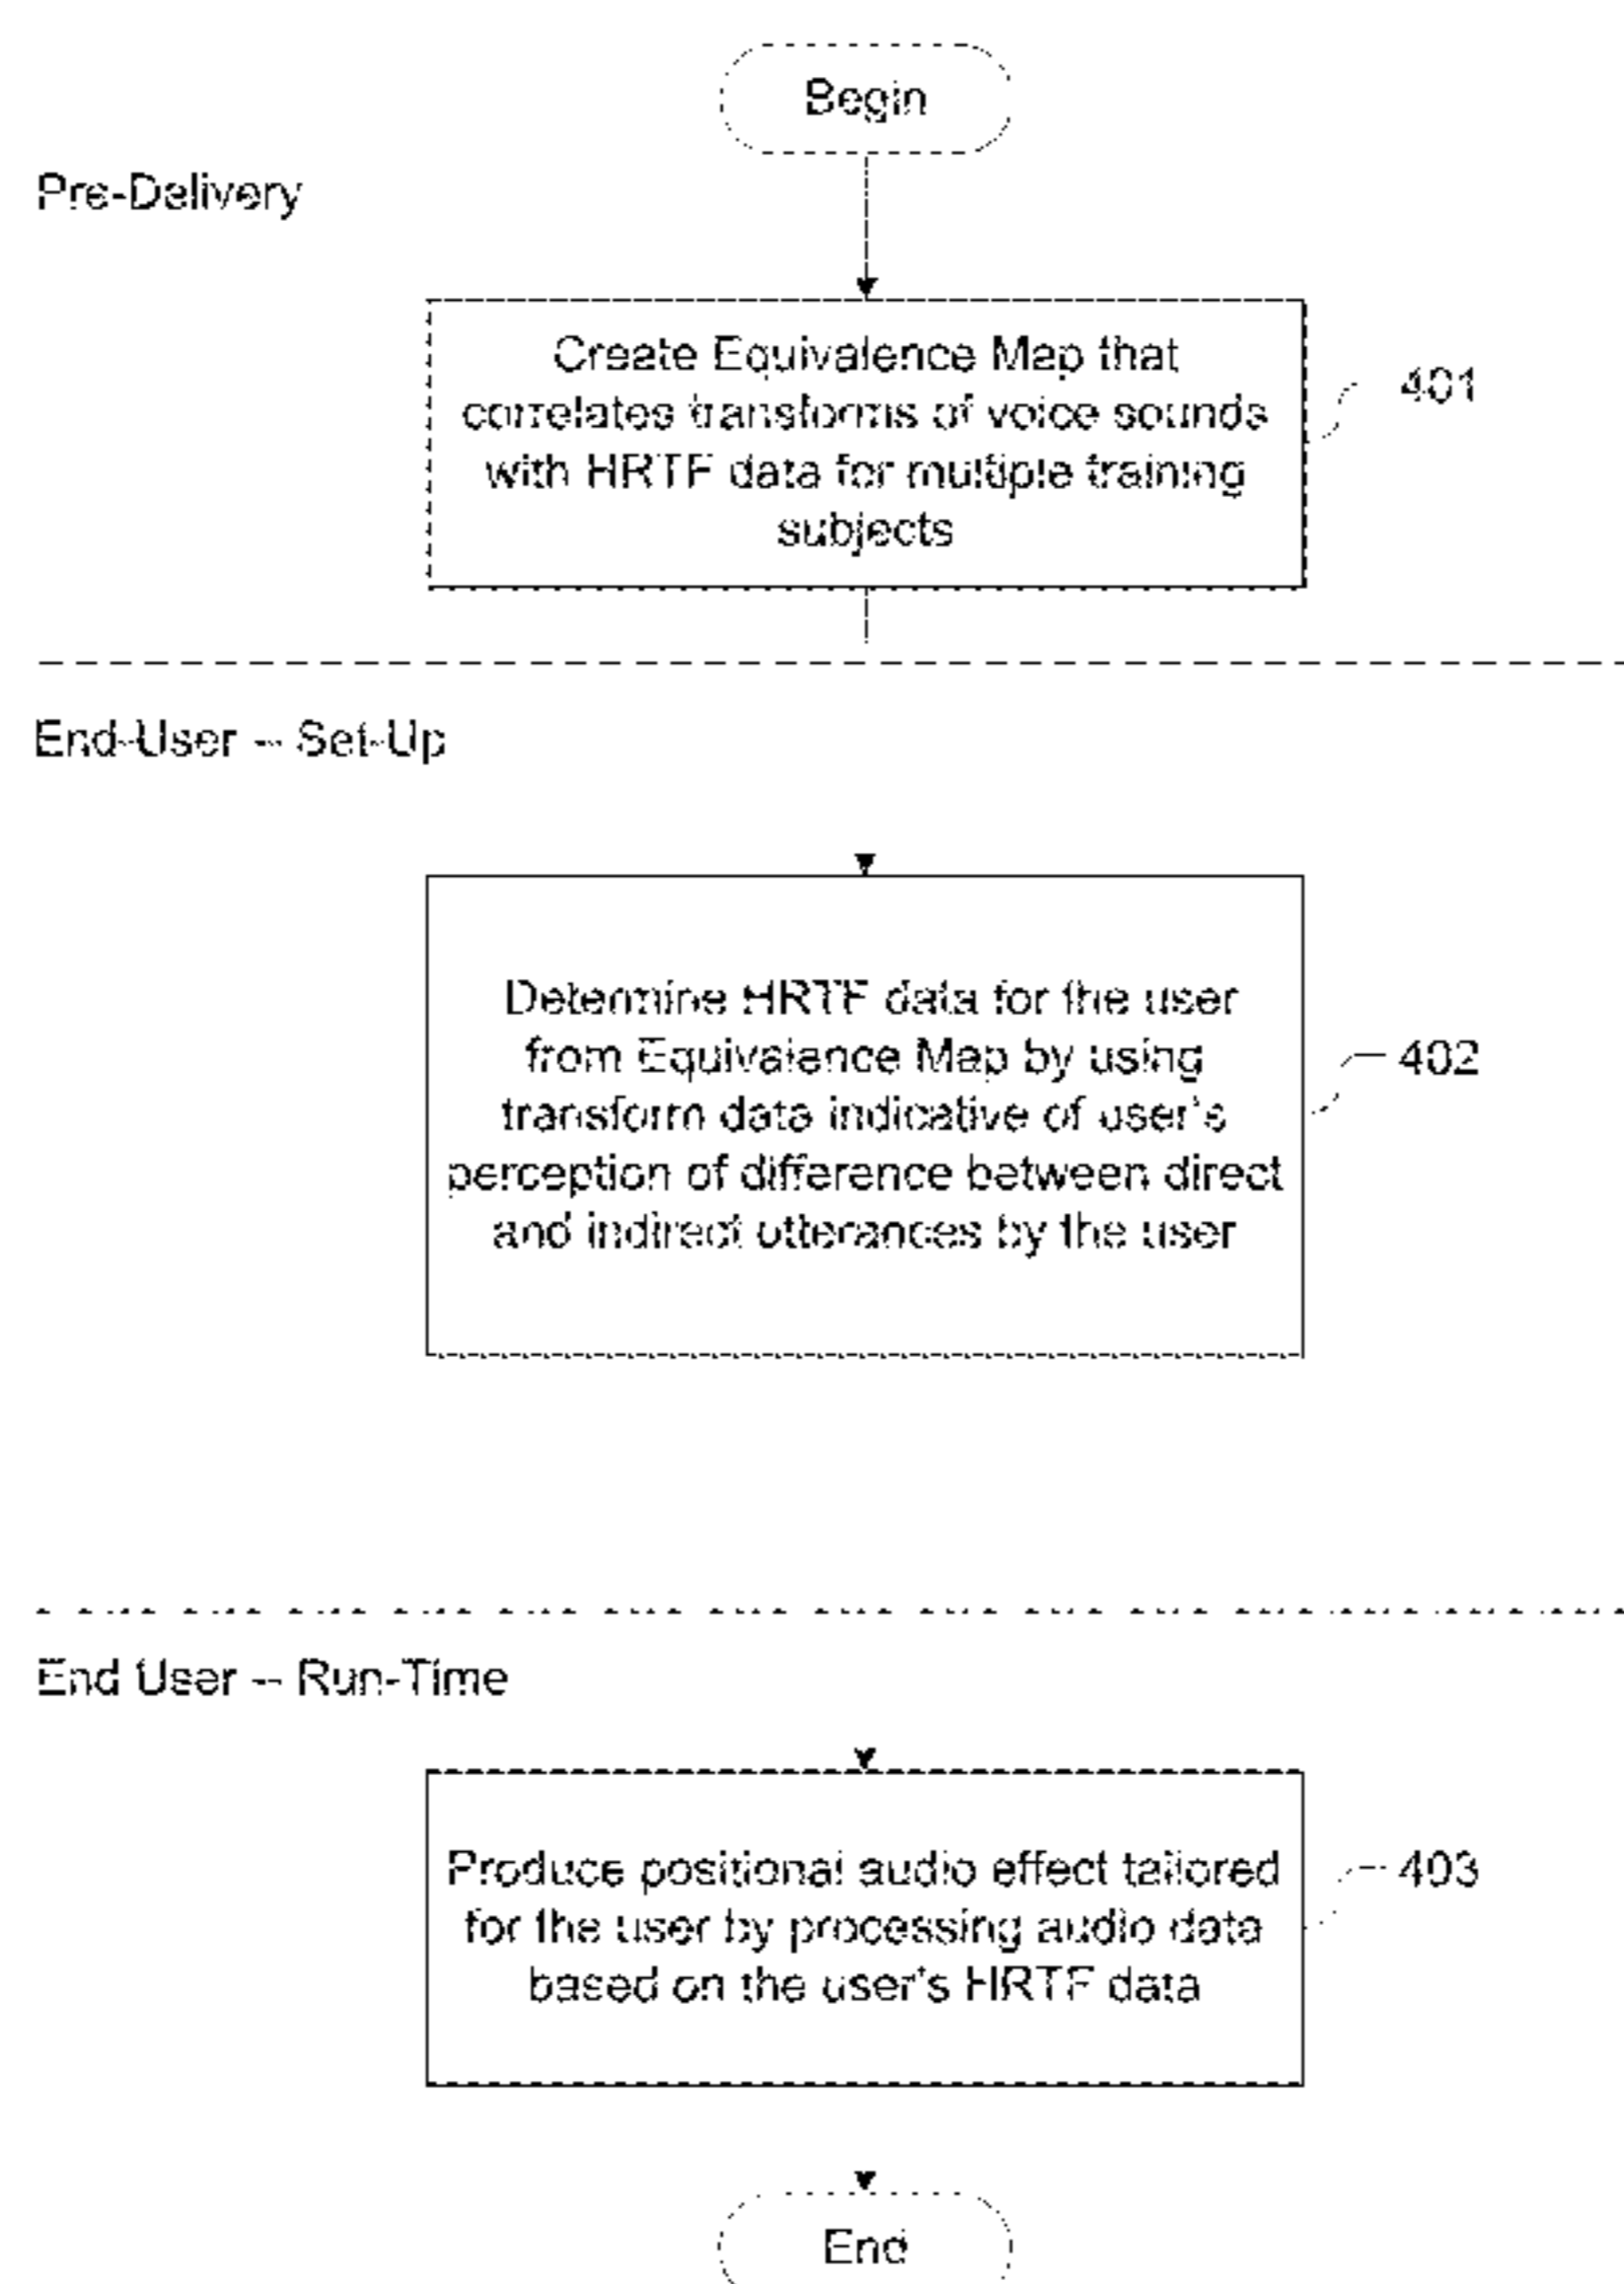 Begin
Pre-Delivery
Create Equivalence Map that
correlates transforms of voice sounds
with HRTF data for multiple training
subjects
401
End-User -- Set-Up
Determine HRTF data for the user
from Equivalence Map by using
transform data indicative of user's
perception of difference between direct
and indirect utterances by the user
402
End User -- Run-Time
Produce positional audio effect tailored
for the user by processing audio data
based on the user's HRTF data
403
End